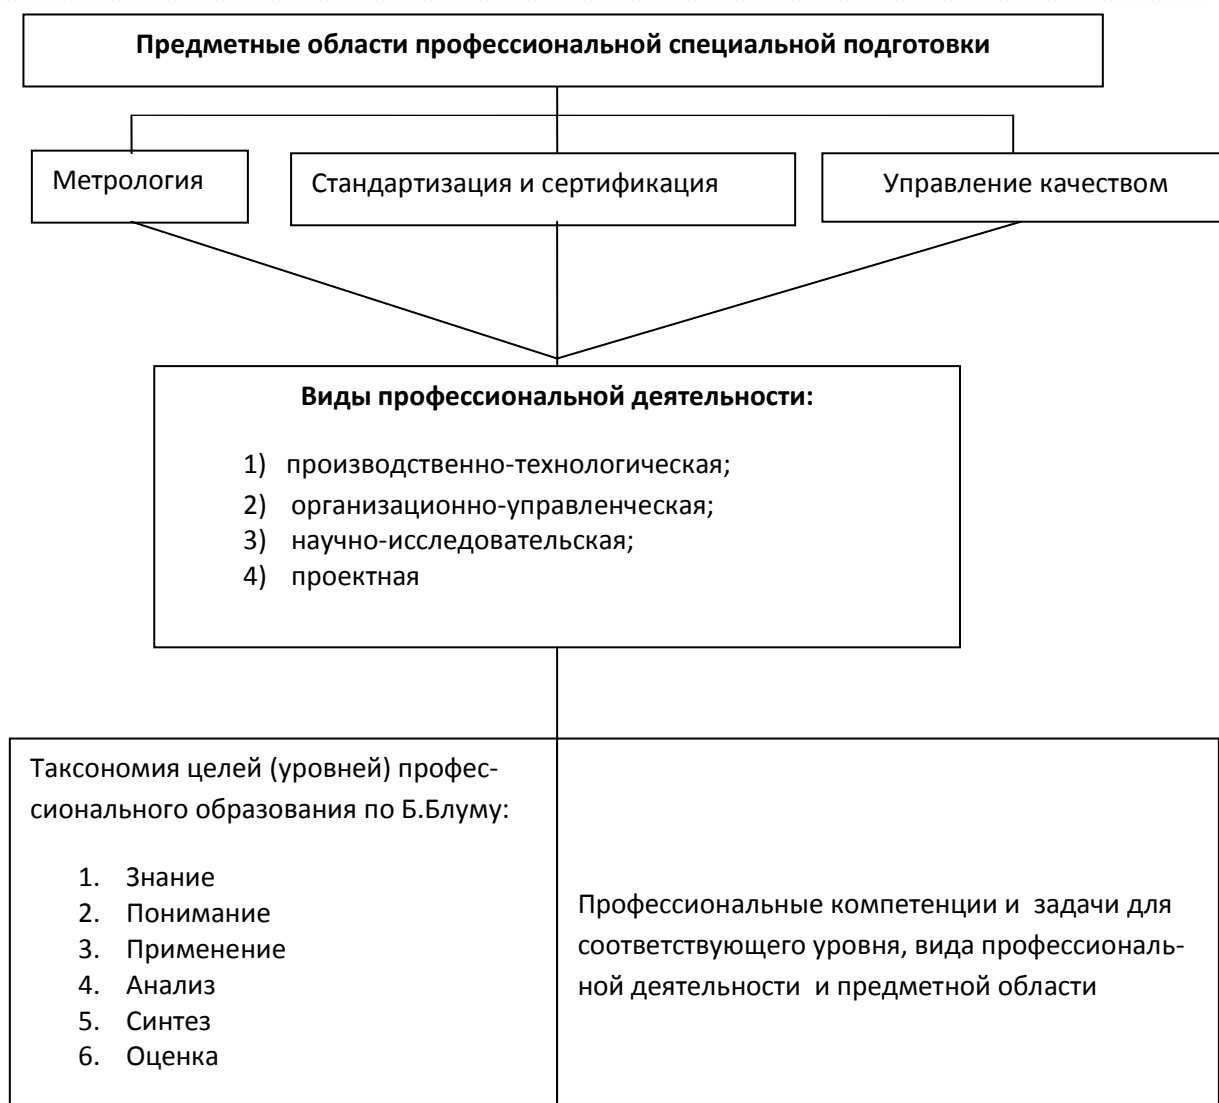 Предметные области профессиональной специальной подготовки
Метрология
Стандартизация и сертификация
Управление качеством
Виды профессиональной деятельности:
1) производственно-технологическая;
2) организационно-управленческая;
3) научно-исследовательская;
4) проектная
Таксономия целей (уровней) профес-
сионального образования по Б.Блуму:
1. Знание
2. Понимание
3. Применение
4. Анализ
5. Синтез
6. Оценка
Профессиональные компетенции и задачи для
соответствующего уровня, вида профессиональ-
ной деятельности и предметной области